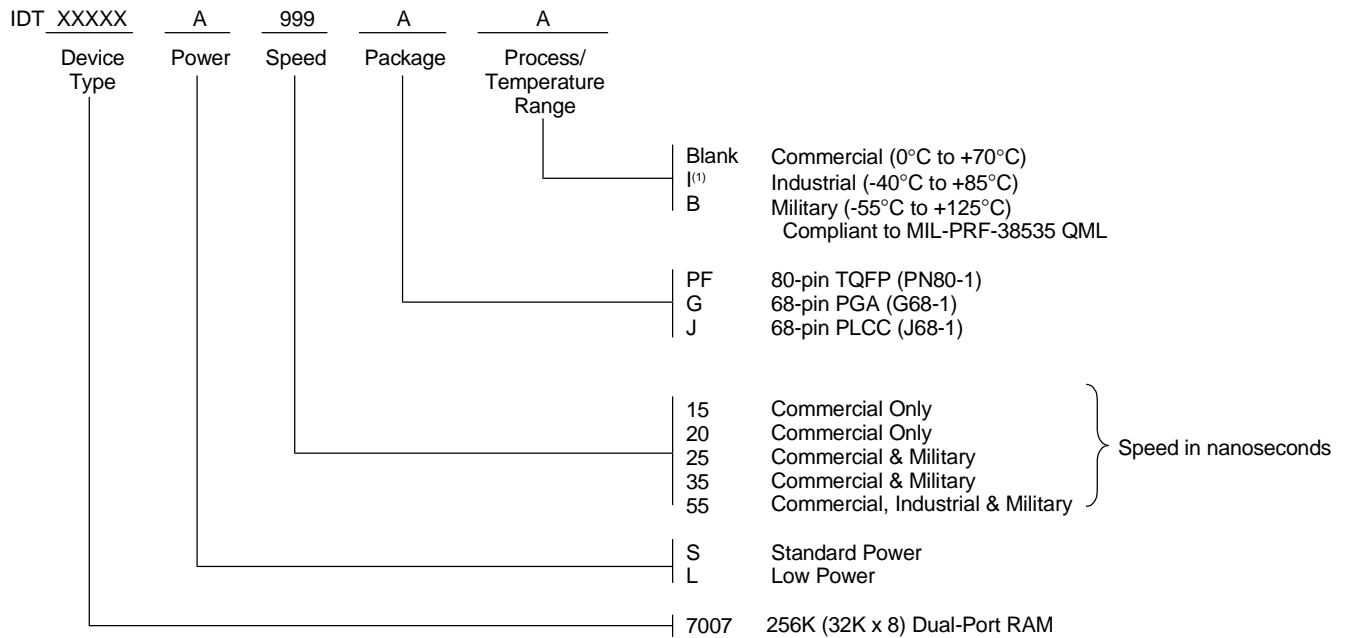 IDT XXXXX A 999 A A
Device Type Power Speed Package Process/ Temperature Range
Blank Commercial (0°C to +70°C)
I(1) Industrial (-40°C to +85°C)
B Military (-55°C to +125°C)
Compliant to MIL-PRF-38535 QML
PF 80-pin TQFP (PN80-1)
G 68-pin PGA (G68-1)
J 68-pin PLCC (J68-1)
15 Commercial Only
20 Commercial Only
25 Commercial & Military
35 Commercial & Military
55 Commercial, Industrial & Military
Speed in nanoseconds
S Standard Power
L Low Power
7007 256K (32K x 8) Dual-Port RAM